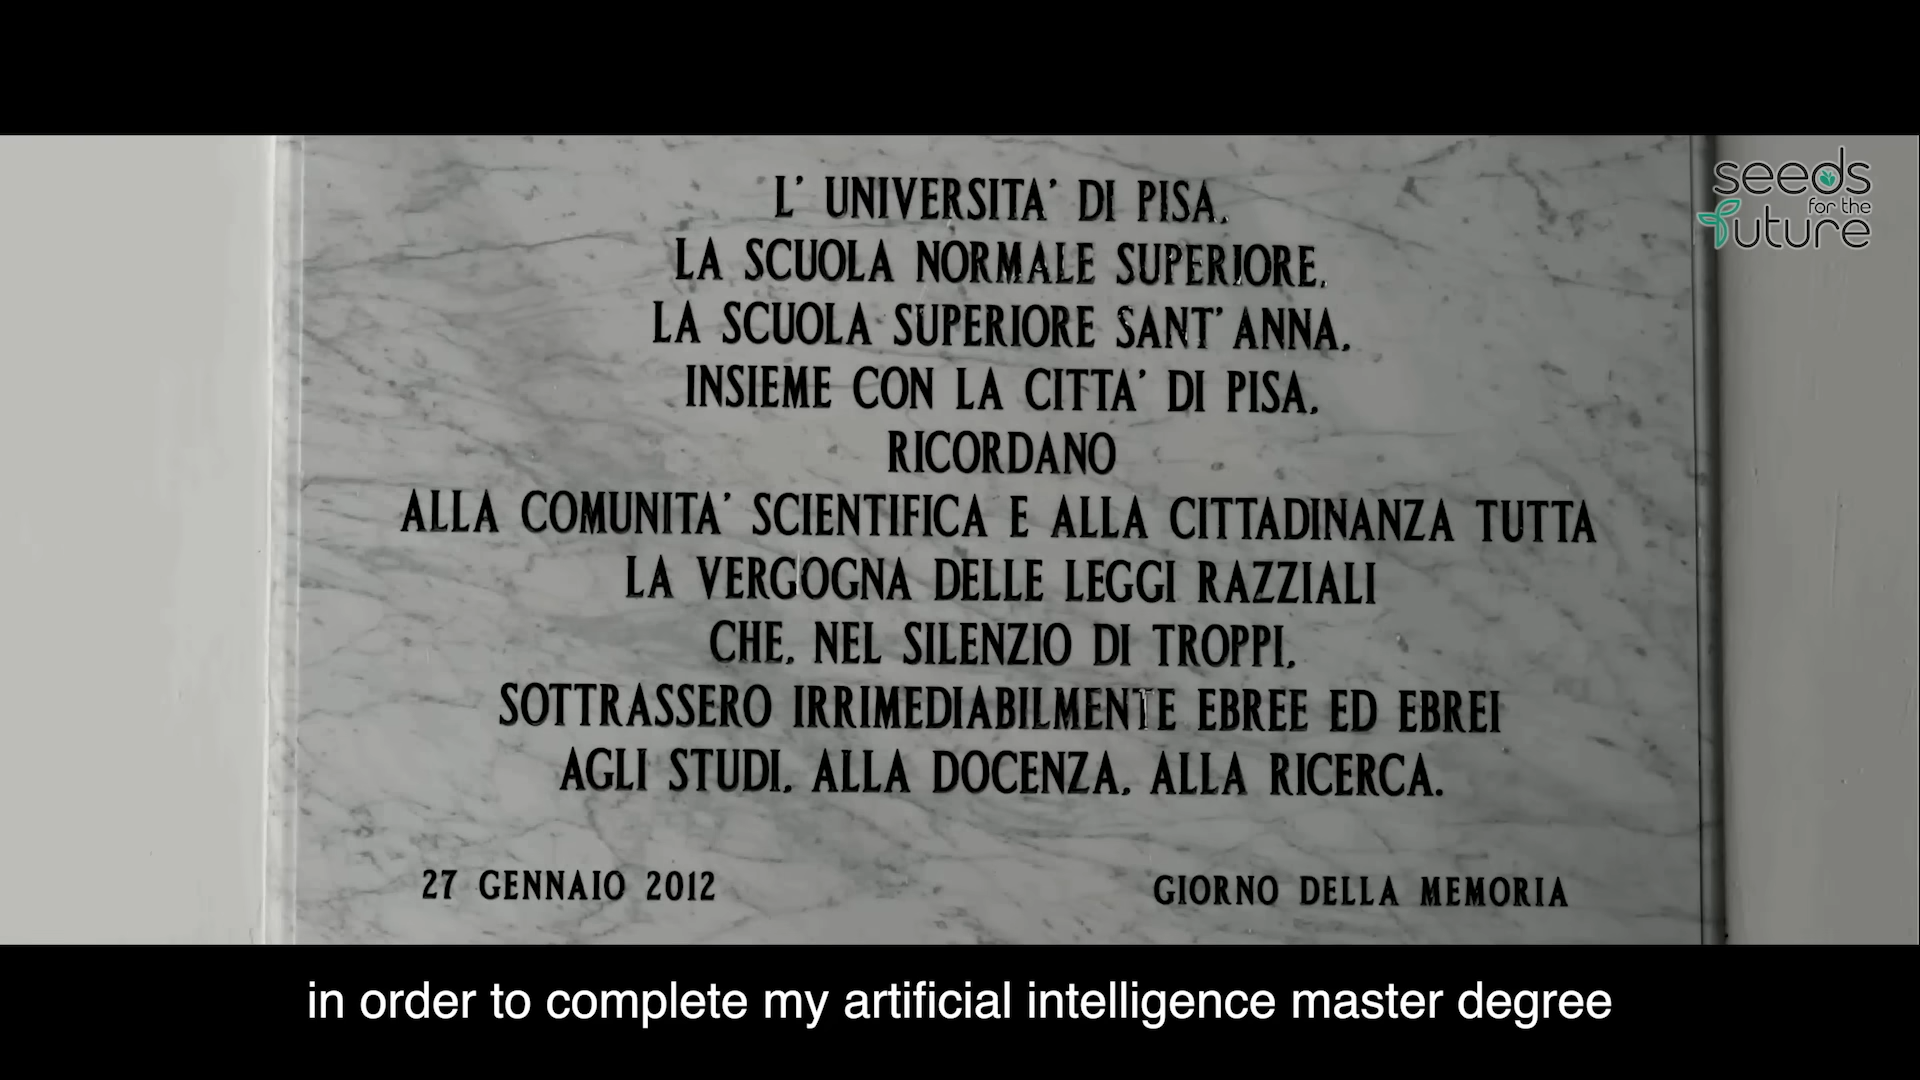 L' UNIVERSITA' DI PISA,
LA SCUOLA NORMALE SUPERIORE,
LA SCUOLA SUPERIORE SANT' ANNA,
INSIEME CON LA CITTA' DI PISA,
RICORDANO
ALLA COMUNITA' SCIENTIFICA E ALLA CITTADINANZA TUTTA
LA VERGOGNA DELLE LEGGI RAZZIALI
CHE, NEL SILENZIO DI TROPPI,
SOTTRASSERO IRRIMEDIABILMENTE EBREE ED EBREI
AGLI STUDI, ALLA DOCENZA, ALLA RICERCA.
27 GENNAIO 2012 GIORNO DELLA MEMORIA
seeds
for the
future
in order to complete my artificial intelligence master degree